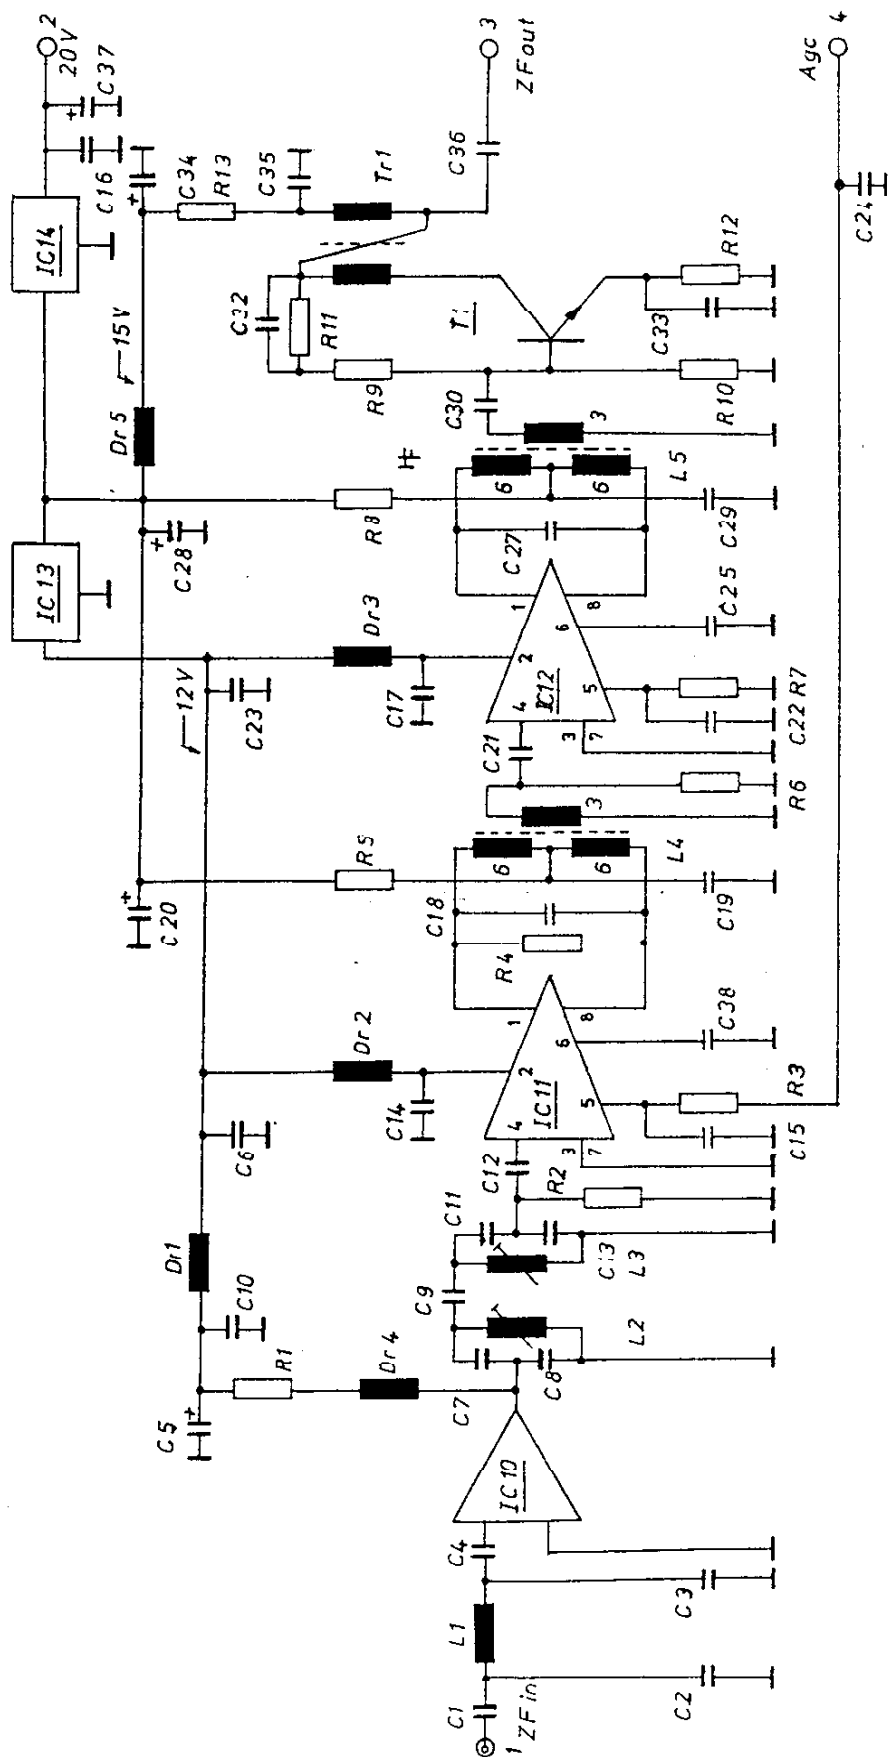 2
20V
C37
C16
IC14
C34
R13
C35
Tr1
C36
3
ZFout
Agc
4
C24
15V
Dr5
C32
R11
R9
T1
C33
R12
C30
R10
3
IC13
C28
R8
6
6
L5
C27
C29
1
8
Dr3
C17
2
6
C25
IC12
4
5
3
7
R7
C22
C21
12V
C23
3
R6
C20
R5
6
6
L4
C18
R4
C19
1
8
Dr2
C14
2
6
C38
IC11
4
5
3
7
R3
C15
C12
C6
R2
C11
C13
L3
C9
Dr1
C10
L2
C7
C8
R1
Dr4
C5
IC10
C4
C3
L1
C1
C2
1
ZFin